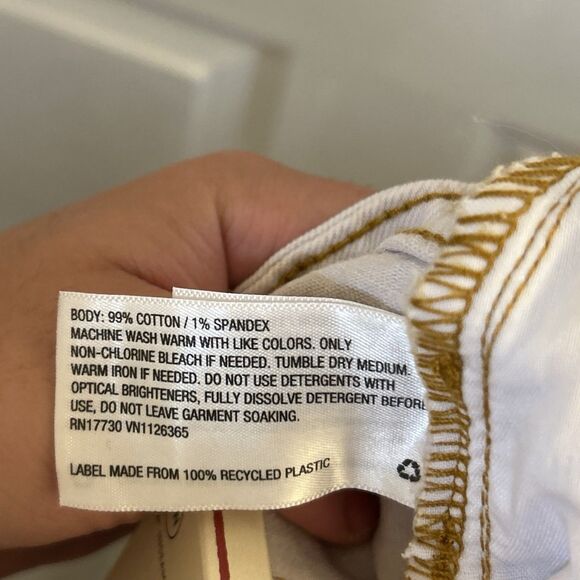 BODY: 99% COTTON / 1% SPANDEX
MACHINE WASH WARM WITH LIKE COLORS. ONLY
NON-CHLORINE BLEACH IF NEEDED. TUMBLE DRY MEDIUM.
WARM IRON IF NEEDED. DO NOT USE DETERGENTS WITH
OPTICAL BRIGHTENERS, FULLY DISSOLVE DETERGENT BEFORE
USE, DO NOT LEAVE GARMENT SOAKING.
RN17730 VN1126365
LABEL MADE FROM 100% RECYCLED PLASTIC